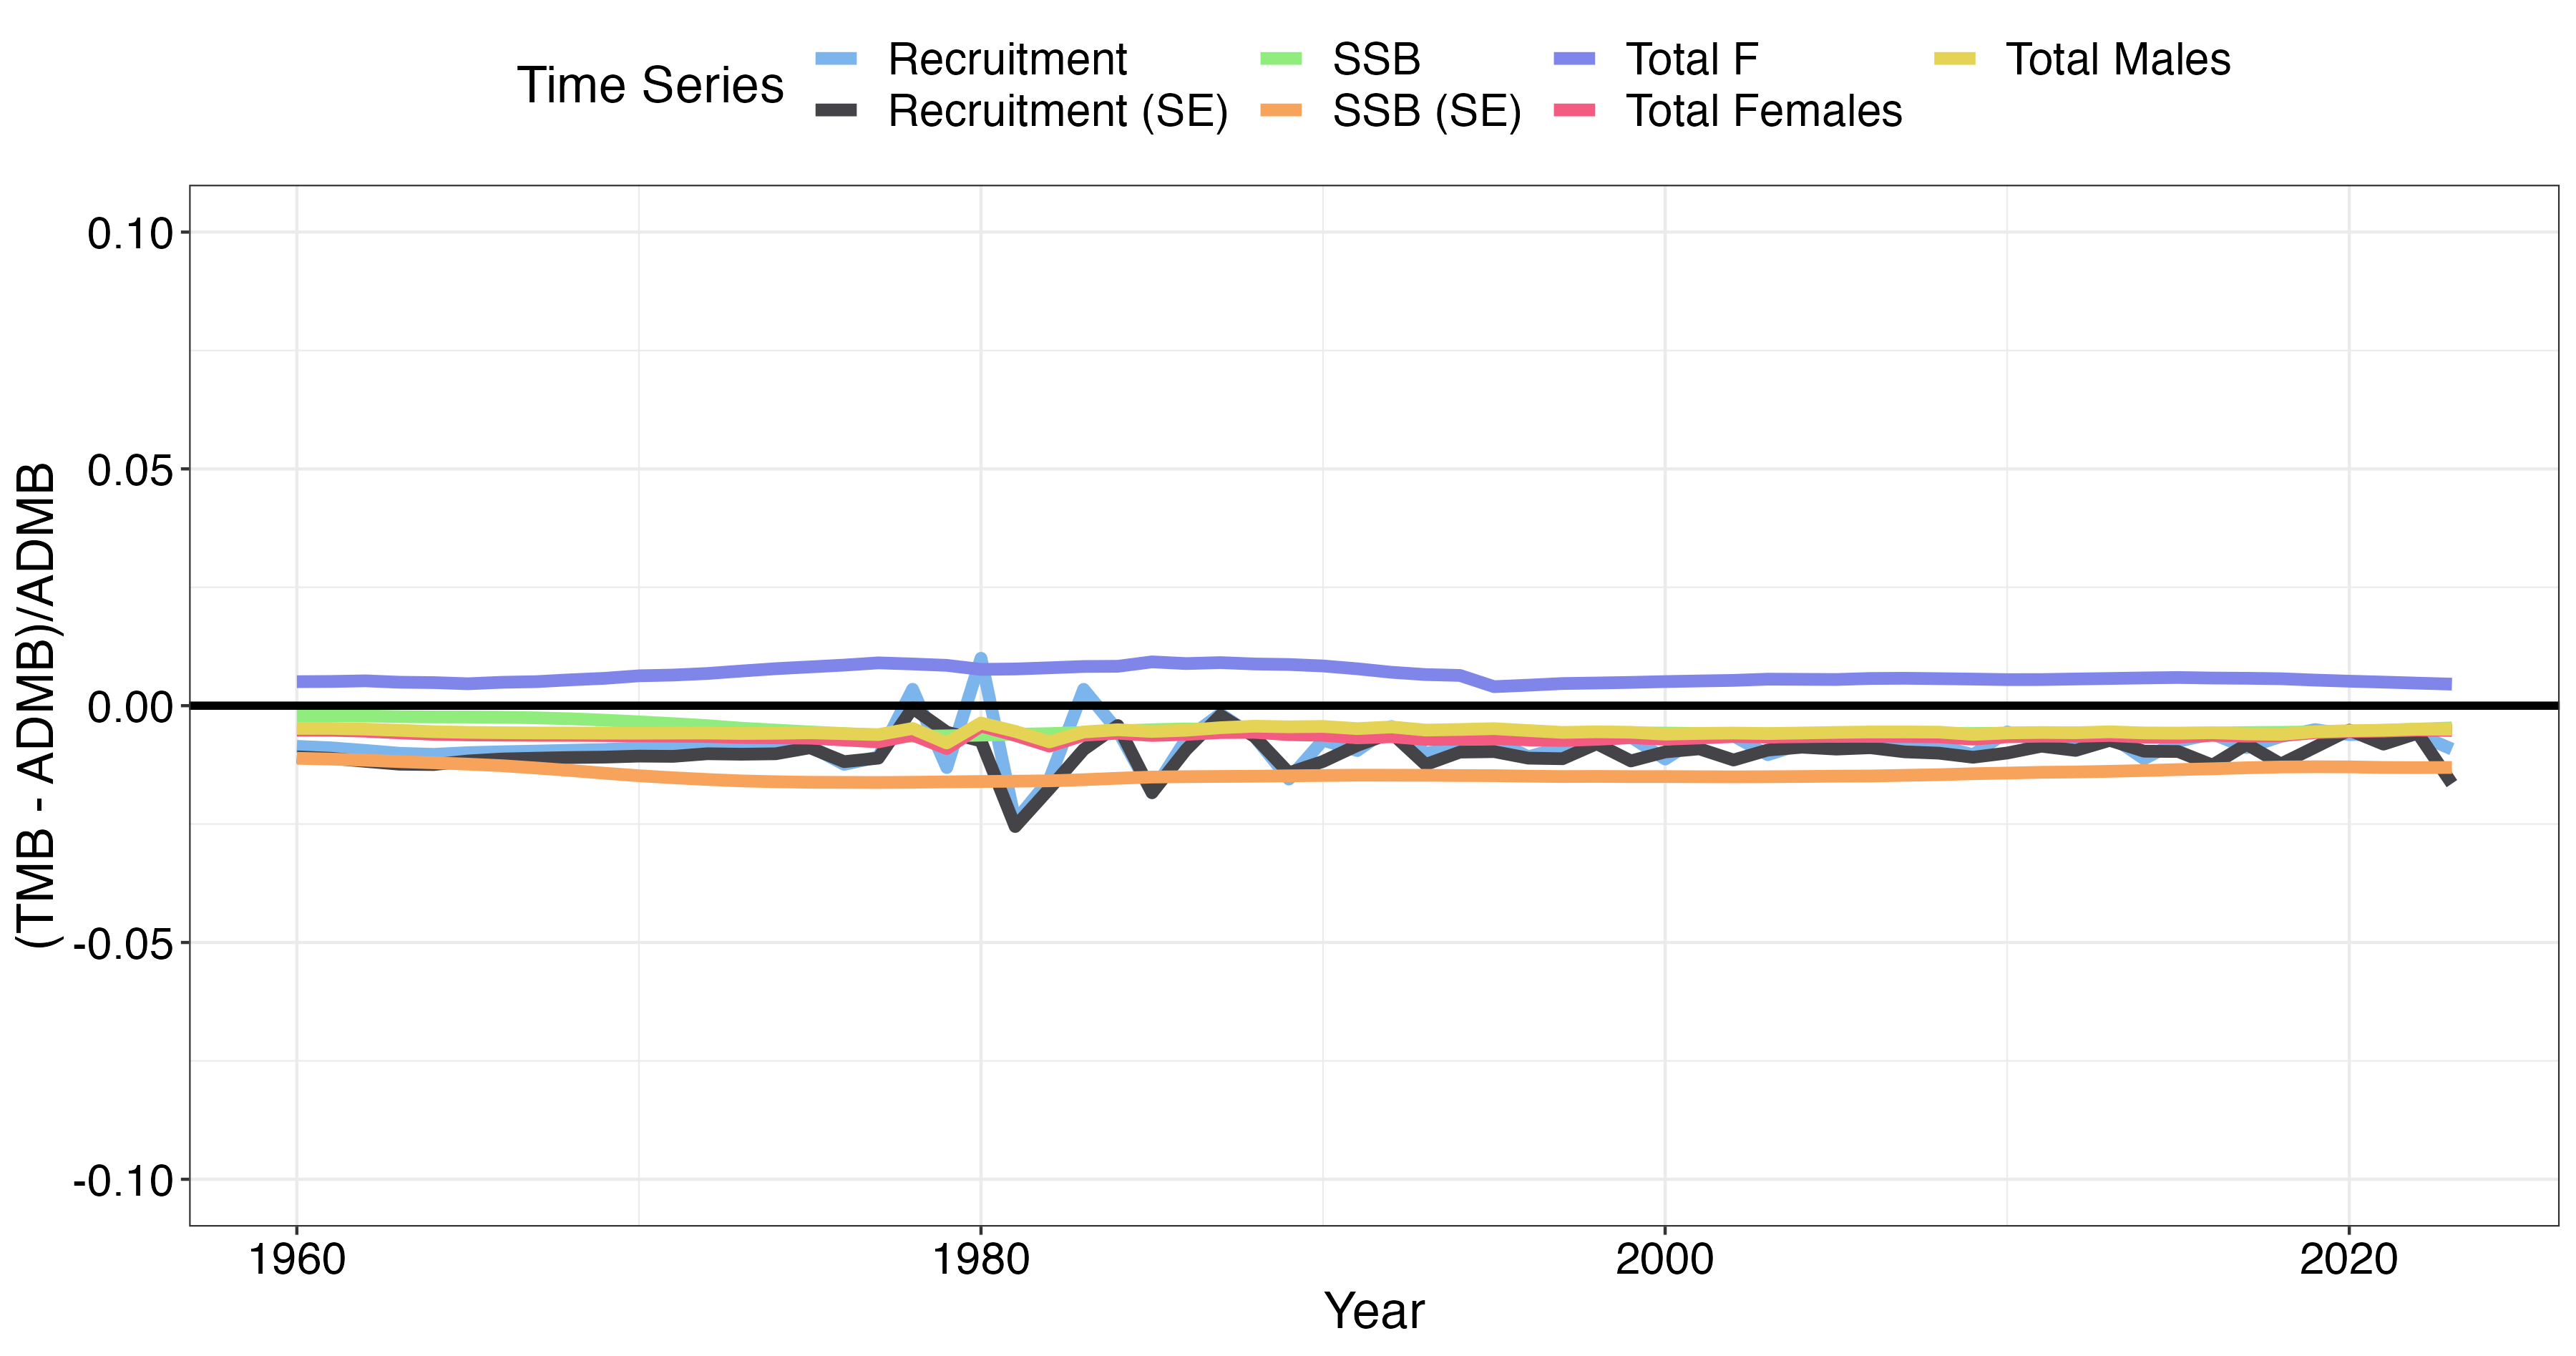 Time Series
Recruitment
SSB
Total F
Total Males
Recruitment (SE)
SSB (SE)
Total Females
(TMB - ADMB)/ADMB
0.10
0.05
0.00
-0.05
-0.10
1960
1980
2000
2020
Year